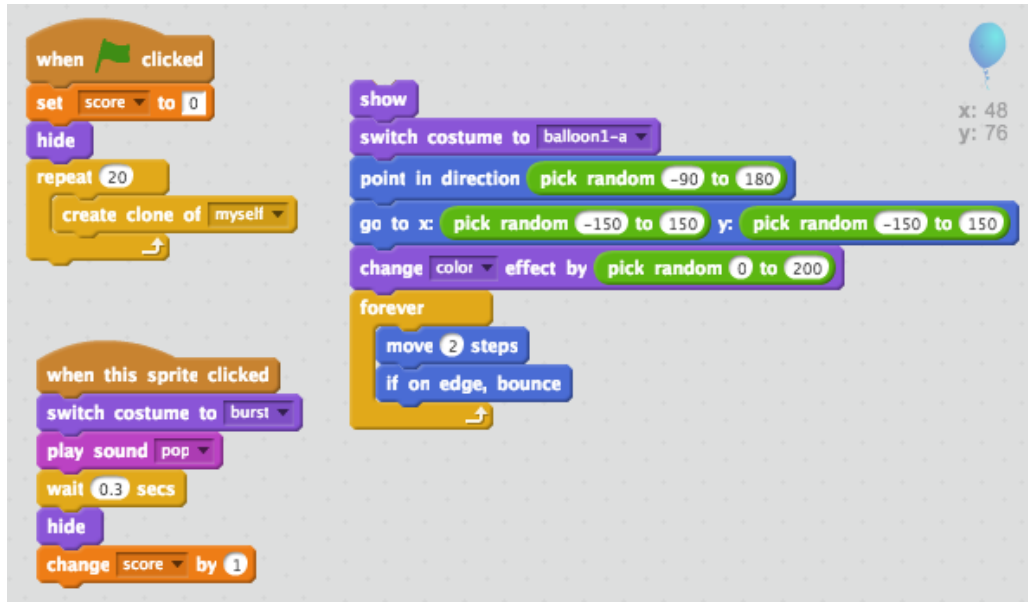 when clicked
set score to 0
hide
repeat 20
create clone of myself
when this sprite clicked
switch costume to burst
play sound pop
wait 0.3 secs
hide
change score by 1
show
switch costume to balloon1-a
point in direction pick random -90 to 180
go to x: pick random -150 to 150 y: pick random -150 to 150
change color effect by pick random 0 to 200
forever
move 2 steps
if on edge, bounce
x: 48
y: 76